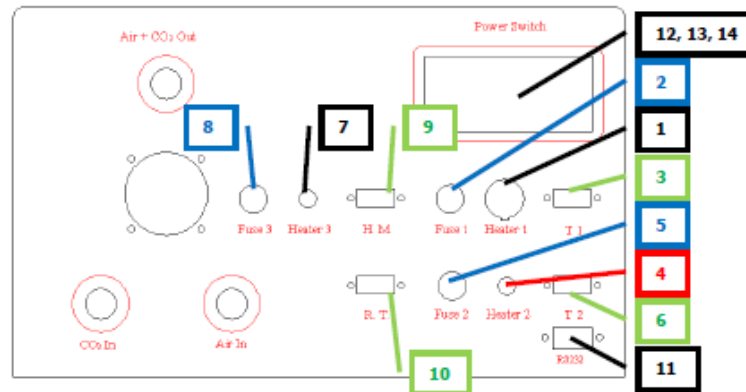 Air + CO2 Out
Power Switch
12, 13, 14
2
8
7
9
1
3
Fuse 3
Heater 3
H. M
Fuse 1
Heater 1
T 1
5
4
R. T
Fuse 2
Heater 2
T 2
6
CO2 In
Air In
RS232
10
11